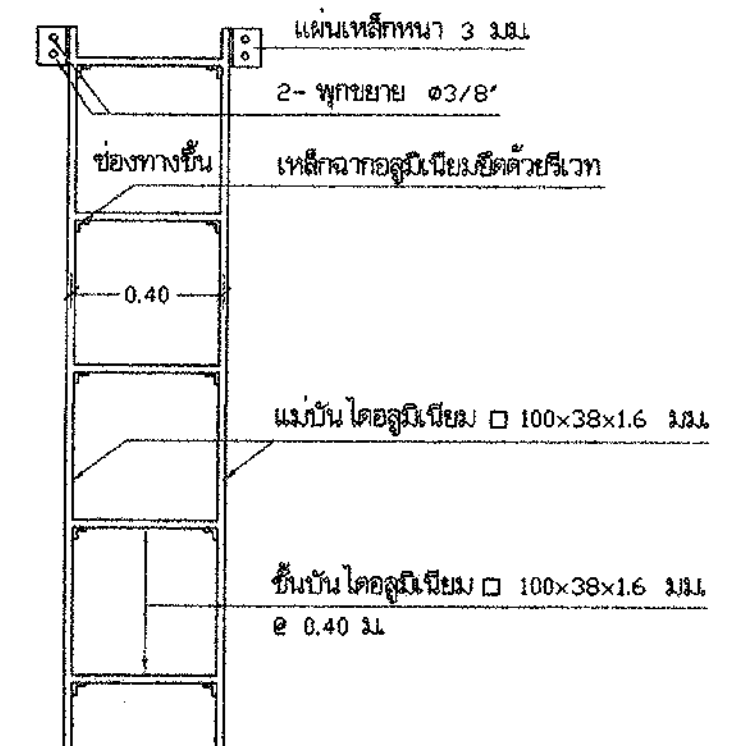 แผ่นเหล็กหนา 3 มม.
2- พุกขยาย ø3/8"
ช่องทางขึ้น
เหล็กฉากอลูมิเนียมยึดด้วยรีเวท
0.40
แม่บันไดอลูมิเนียม □ 100×38×1.6 มม.
ขั้นบันไดอลูมิเนียม □ 100×38×1.6 มม.
@ 0.40 ม.